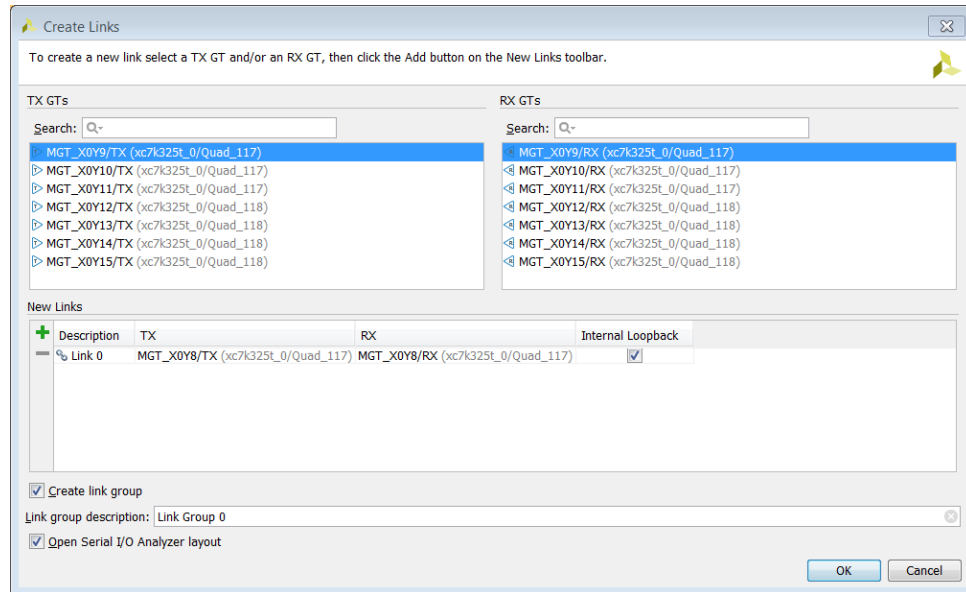 Create Links
To create a new link select a TX GT and/or an RX GT, then click the Add button on the New Links toolbar.
TX GTs
Search:
MGT_X0Y9/TX (xc7k325t_0/Quad_117)
MGT_X0Y10/TX (xc7k325t_0/Quad_117)
MGT_X0Y11/TX (xc7k325t_0/Quad_117)
MGT_X0Y12/TX (xc7k325t_0/Quad_118)
MGT_X0Y13/TX (xc7k325t_0/Quad_118)
MGT_X0Y14/TX (xc7k325t_0/Quad_118)
MGT_X0Y15/TX (xc7k325t_0/Quad_118)
RX GTs
Search:
MGT_X0Y9/RX (xc7k325t_0/Quad_117)
MGT_X0Y10/RX (xc7k325t_0/Quad_117)
MGT_X0Y11/RX (xc7k325t_0/Quad_117)
MGT_X0Y12/RX (xc7k325t_0/Quad_118)
MGT_X0Y13/RX (xc7k325t_0/Quad_118)
MGT_X0Y14/RX (xc7k325t_0/Quad_118)
MGT_X0Y15/RX (xc7k325t_0/Quad_118)
New Links
Description TX RX Internal Loopback
Link 0 MGT_X0Y8/TX (xc7k325t_0/Quad_117) MGT_X0Y8/RX (xc7k325t_0/Quad_117)
Create link group
Link group description: Link Group 0
Open Serial I/O Analyzer layout
OK Cancel